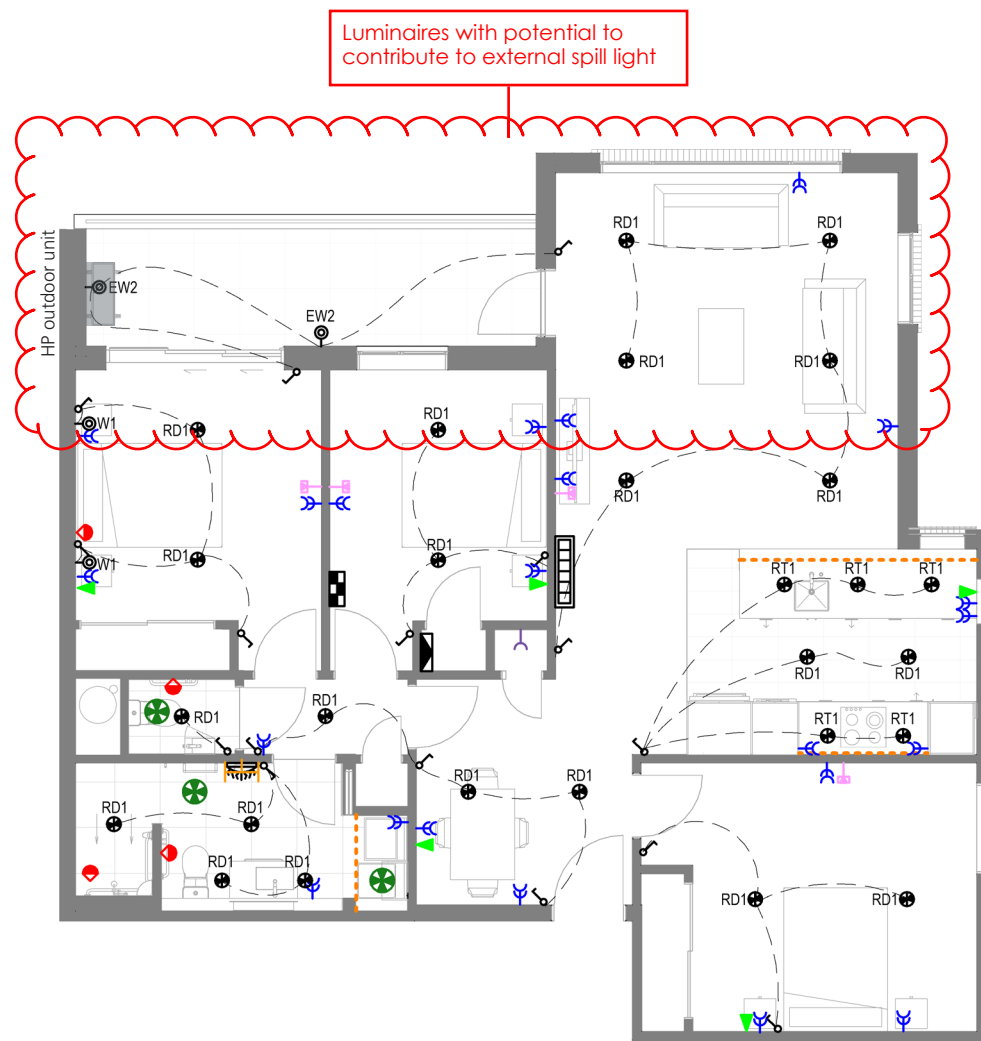 Luminaires with potential to
contribute to external spill light
HP outdoor unit
RD1
RD1
EW2
EW2
RD1
RD1
W1
RD1
RD1
RD1
RD1
RD1
RD1
W1
RT1
RT1
RT1
RD1
RD1
RD1
RD1
RT1
RT1
RD1
RD1
RD1
RD1
RD1
RD1
RD1
RD1